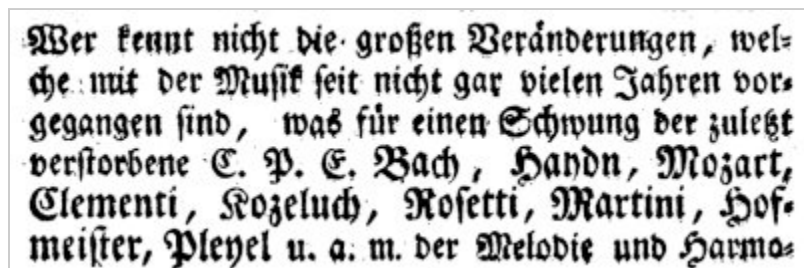 Wer kennt nicht die großen Veränderungen, wel-
che mit der Musik seit nicht gar vielen Jahren vor-
gegangen sind, was für einen Schwung der zuletzt
verstorbene C. P. E. Bach, Haydn, Mozart,
Clementi, Kozeluch, Rosetti, Martini, Hof-
meister, Pleyel u. a. m. der Melodie und Harmo-